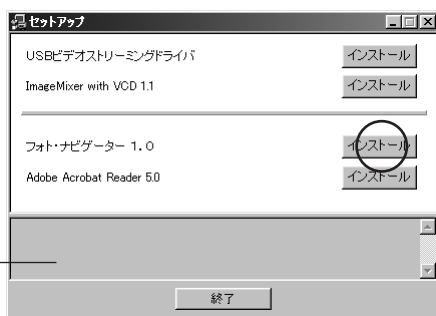 セットアップ
USBビデオストリーミングドライバ インストール
ImageMixer with VCD 1.1 インストール
フォト・ナビゲーター 1.0 インストール
Adobe Acrobat Reader 5.0 インストール
終了